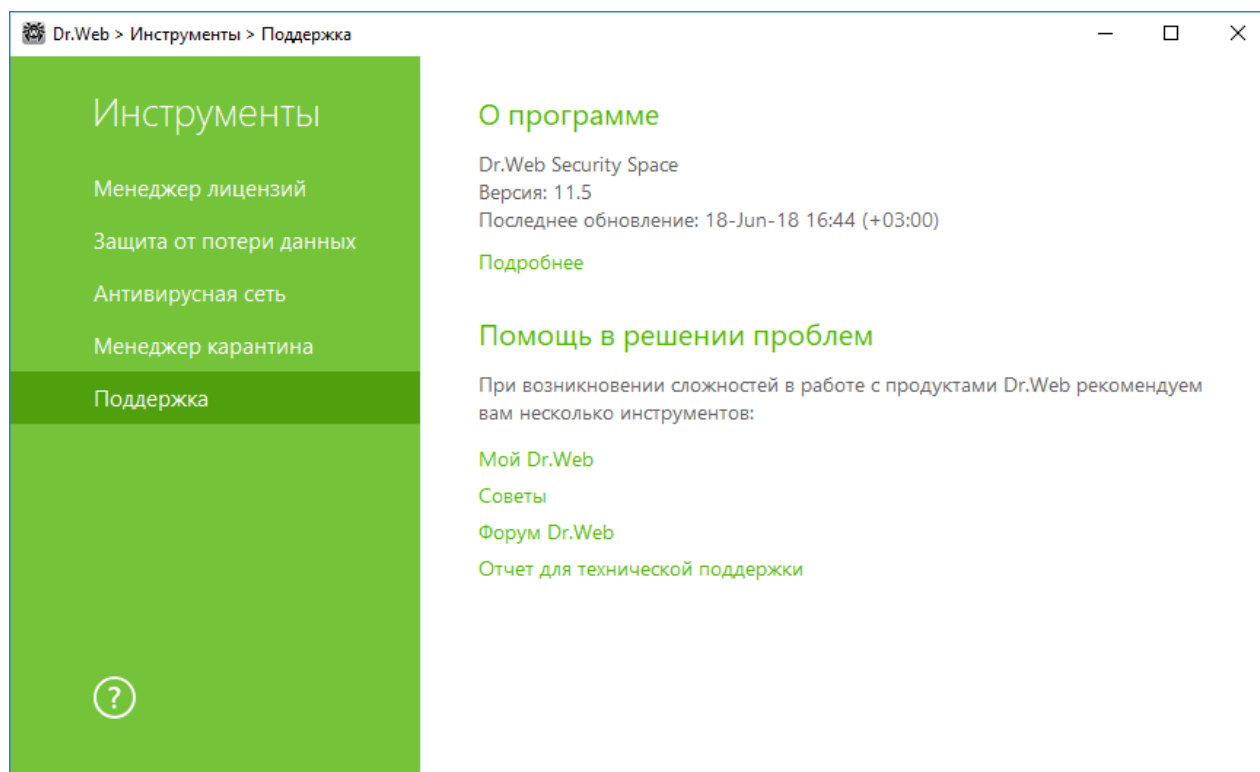 Dr.Web > Инструменты > Поддержка
Инструменты
Менеджер лицензий
Защита от потери данных
Антивирусная сеть
Менеджер карантина
Поддержка
?
О программе
Dr.Web Security Space
Версия: 11.5
Последнее обновление: 18-Jun-18 16:44 (+03:00)
Подробнее
Помощь в решении проблем
При возникновении сложностей в работе с продуктами Dr.Web рекомендуем
вам несколько инструментов:
Мой Dr.Web
Советы
Форум Dr.Web
Отчет для технической поддержки